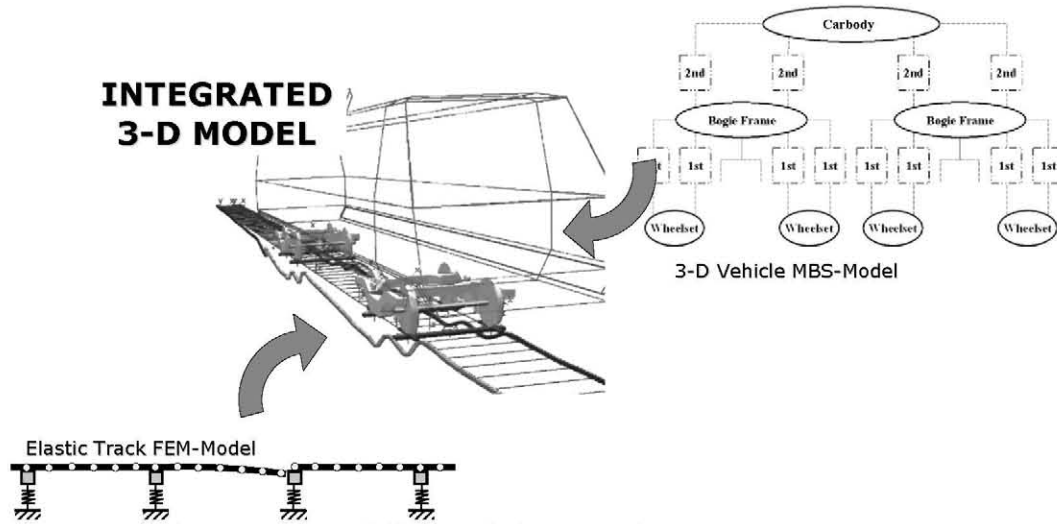 INTEGRATED
3-D MODEL
Carbody
2nd 2nd 2nd 2nd
Bogie Frame Bogie Frame
1st 1st 1st 1st 1st 1st 1st
Wheelset Wheelset Wheelset Wheelset
3-D Vehicle MBS-Model
Elastic Track FEM-Model